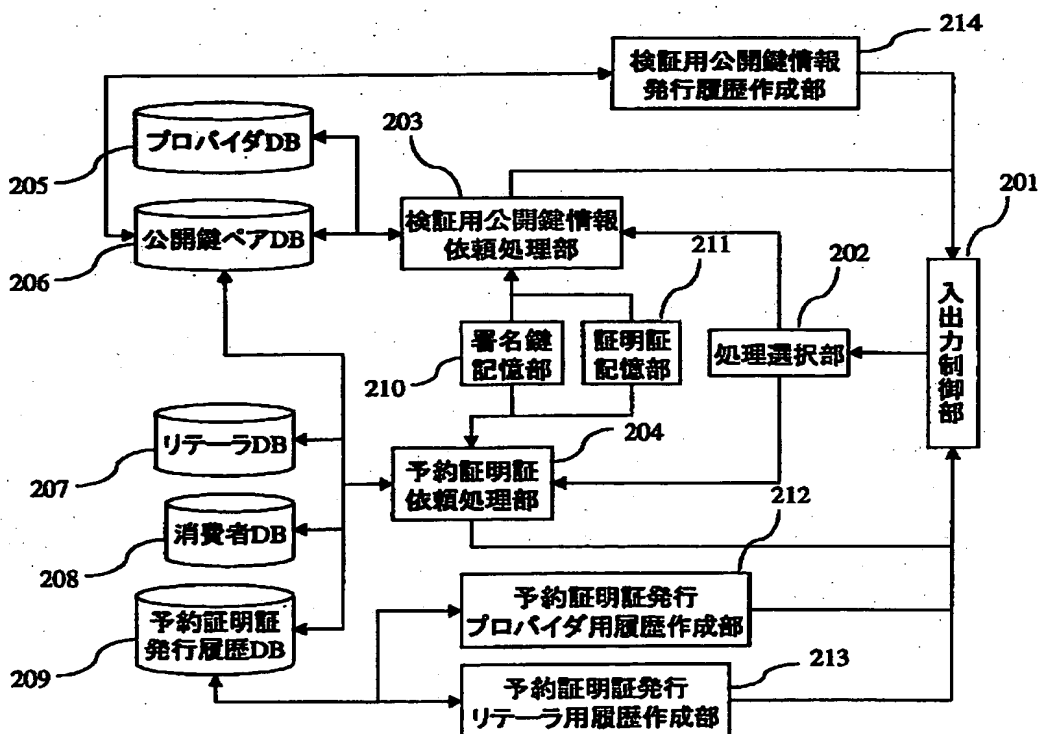 214
検証用公開鍵情報
発行履歴作成部
プロバイダDB
205
203
201
公開鍵ペアDB
206
検証用公開鍵情報
依頼処理部
211
202
署名鍵
記憶部
210
証明証
記憶部
処理選択部
入出力制御部
リテーラDB
207
204
予約証明証
依頼処理部
212
消費者DB
208
予約証明証
発行履歴DB
209
予約証明証発行
プロバイダ用履歴作成部
213
予約証明証発行
リテーラ用履歴作成部